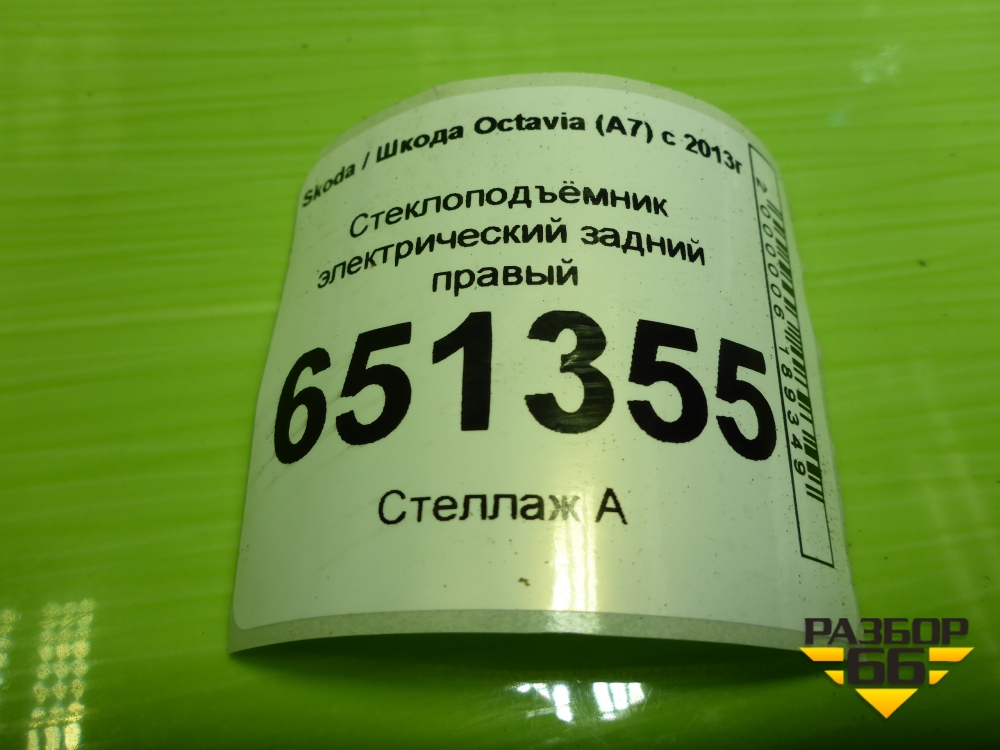 Skoda / Шкода Octavia (A7) с 2013г
Стеклоподъёмник
электрический задний
правый
651355
Стеллаж А
2000006189349
РАЗБОР
66